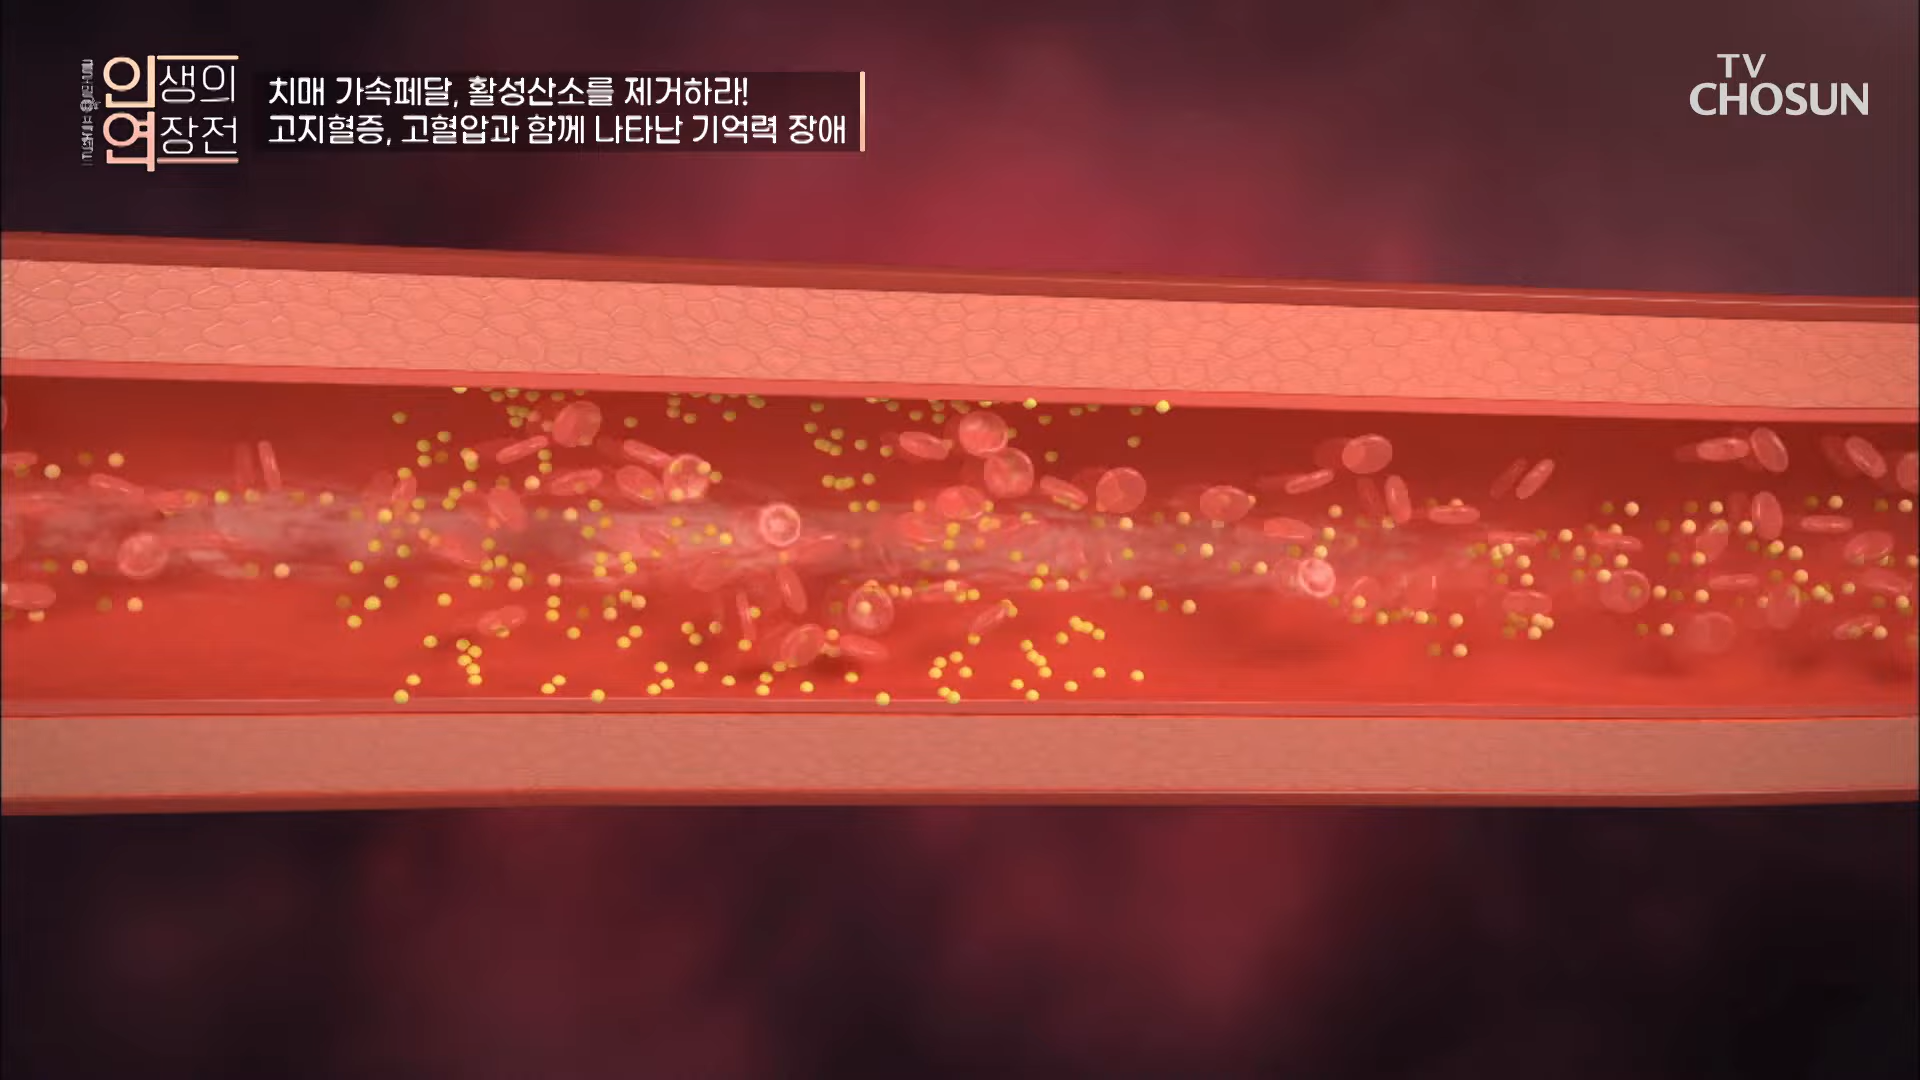 인생의
연장전
치매 가속페달, 활성산소를 제거하라!
고지혈증, 고혈압과 함께 나타난 기억력 장애
TV
CHOSUN